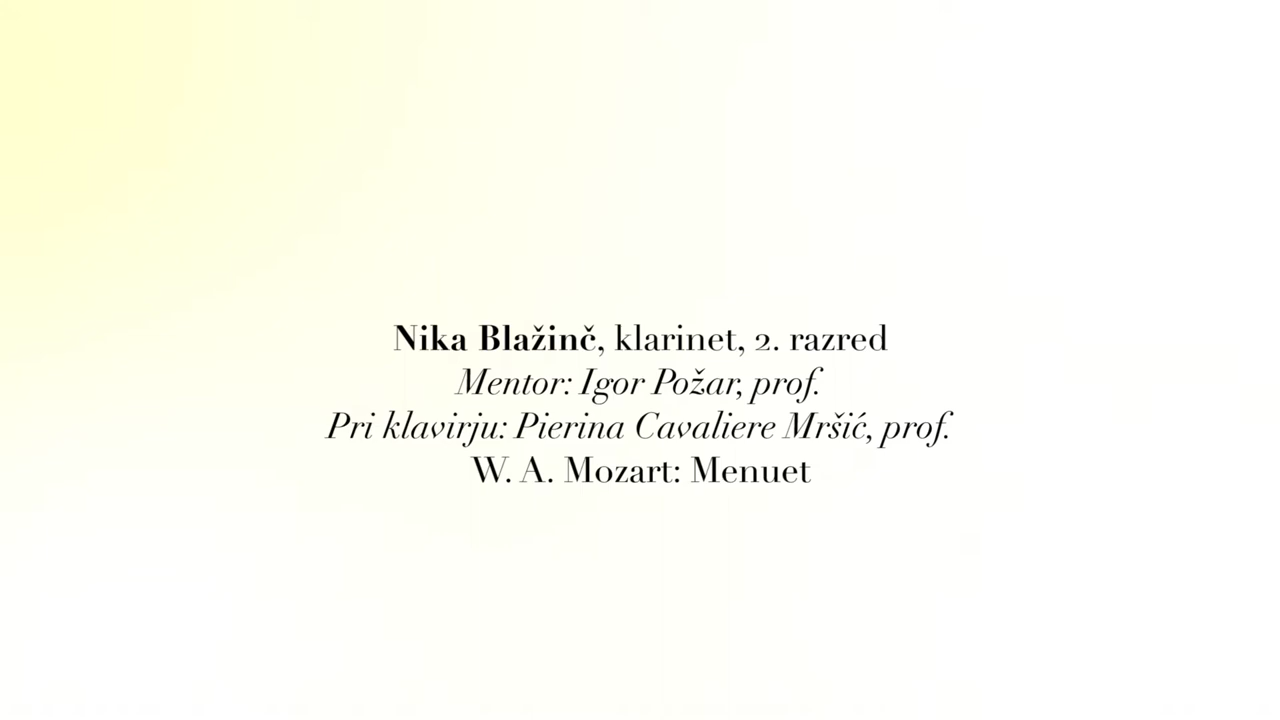 Nika Blažinč, klarinet, 2. razred
Mentor: Igor Požar, prof.
Pri klavirju: Pierina Cavaliere Mršić, prof.
W. A. Mozart: Menuet